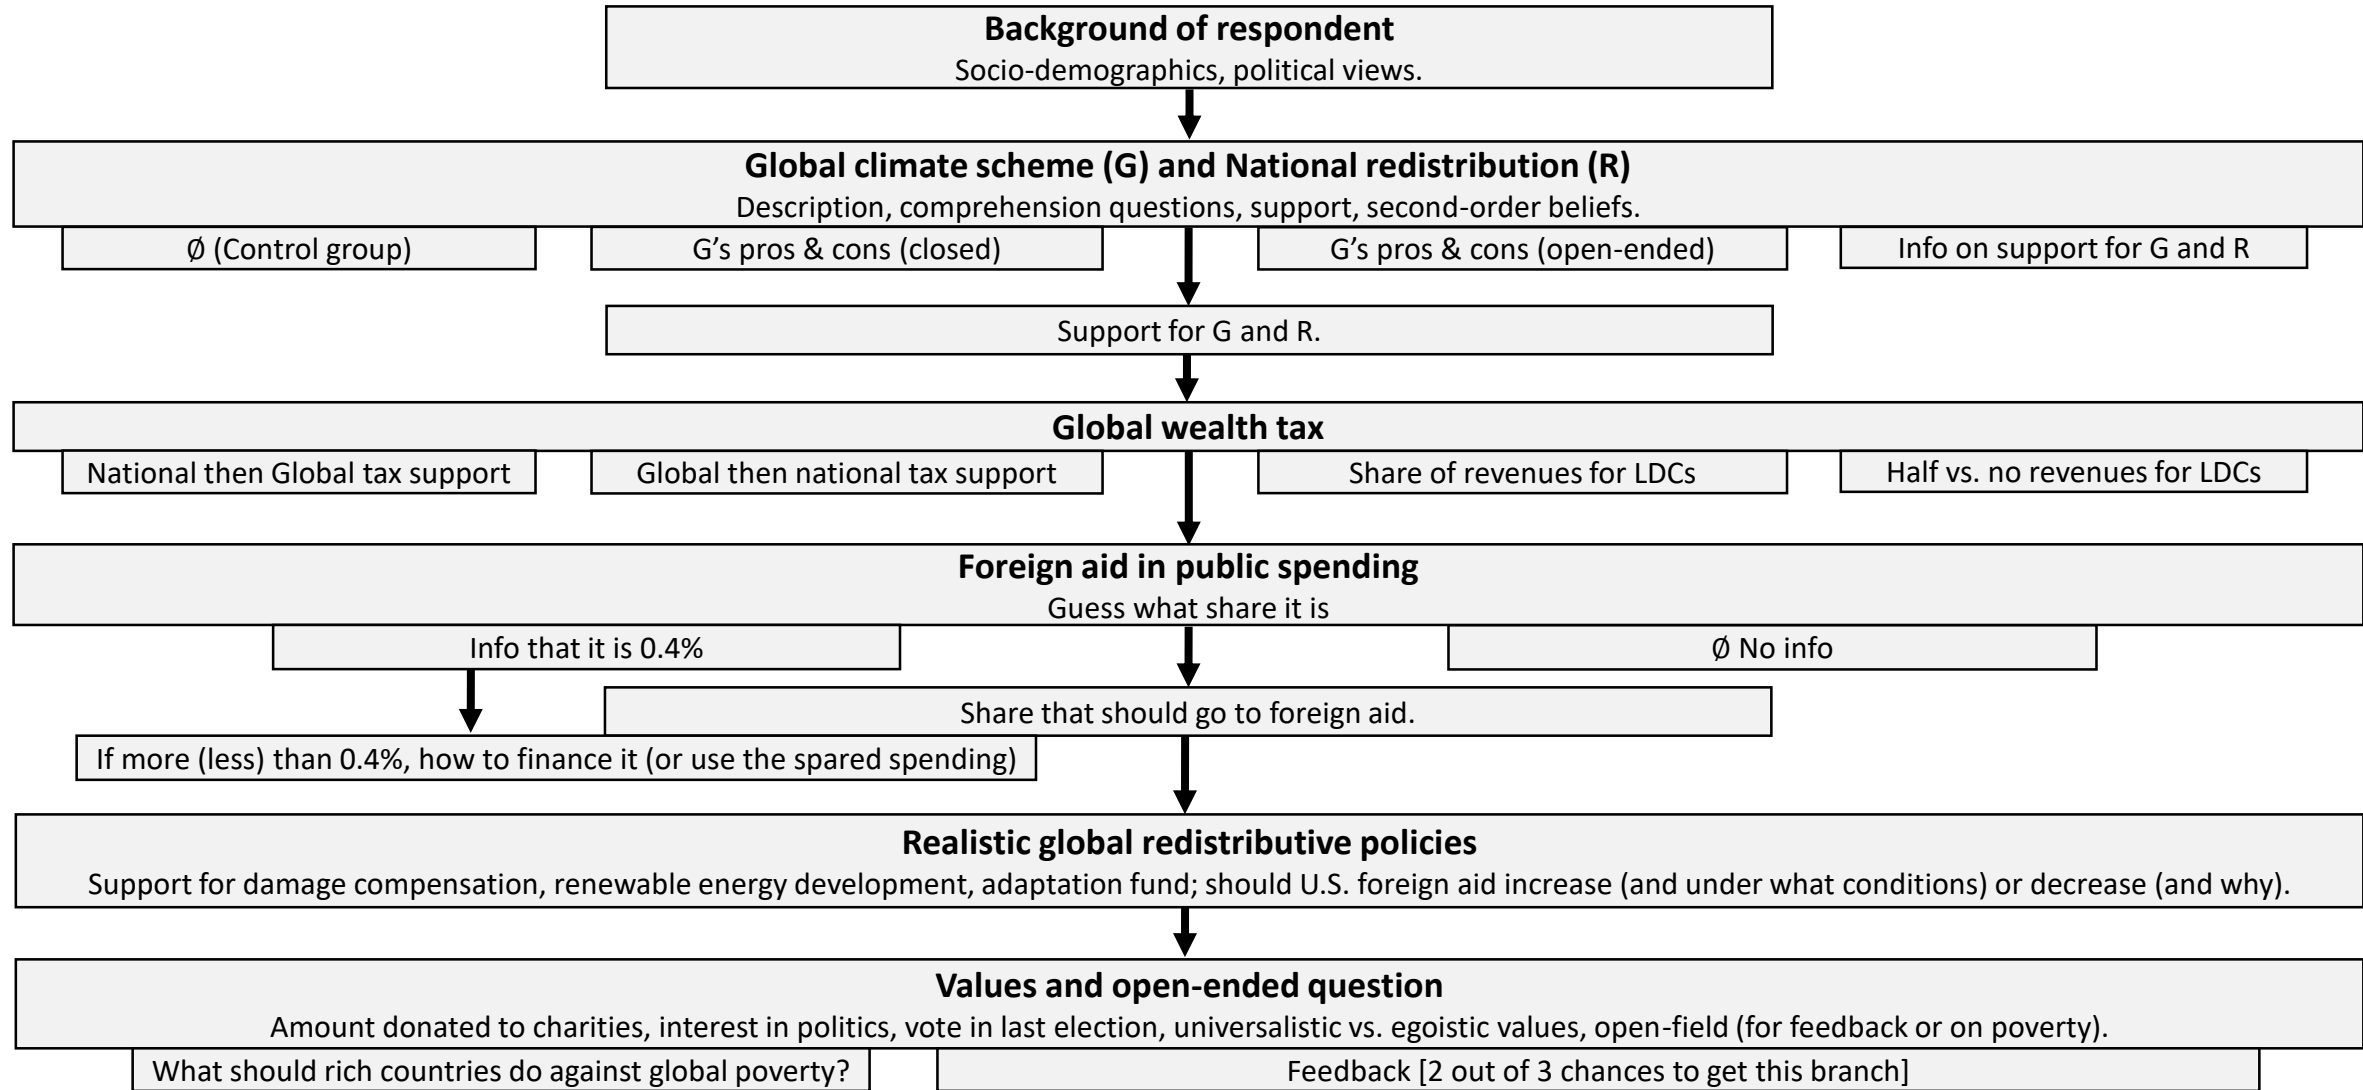 Background of respondent
Socio-demographics, political views.
Global climate scheme (G) and National redistribution (R)
Description, comprehension questions, support, second-order beliefs.
Ø (Control group)
G’s pros & cons (closed)
G’s pros & cons (open-ended)
Info on support for G and R
Support for G and R.
Global wealth tax
National then Global tax support
Global then national tax support
Share of revenues for LDCs
Half vs. no revenues for LDCs
Foreign aid in public spending
Guess what share it is
Info that it is 0.4%
Ø No info
Share that should go to foreign aid.
If more (less) than 0.4%, how to finance it (or use the spared spending)
Realistic global redistributive policies
Support for damage compensation, renewable energy development, adaptation fund; should U.S. foreign aid increase (and under what conditions) or decrease (and why).
Values and open-ended question
Amount donated to charities, interest in politics, vote in last election, universalistic vs. egoistic values, open-field (for feedback or on poverty).
What should rich countries do against global poverty?
Feedback [2 out of 3 chances to get this branch]